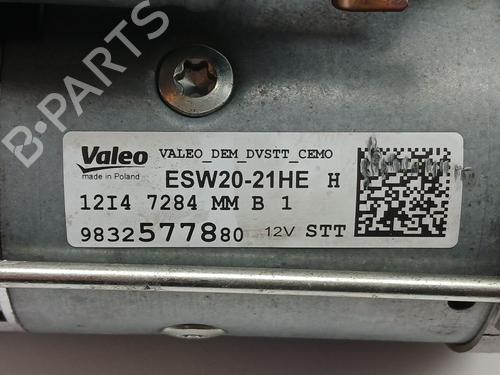 B-PARTS
Valeo VALEO_DEM_DVSTT_CEMO
made in Poland
ESW20-21HE H
12I4 7284 MM B 1
9832577880 12V STT